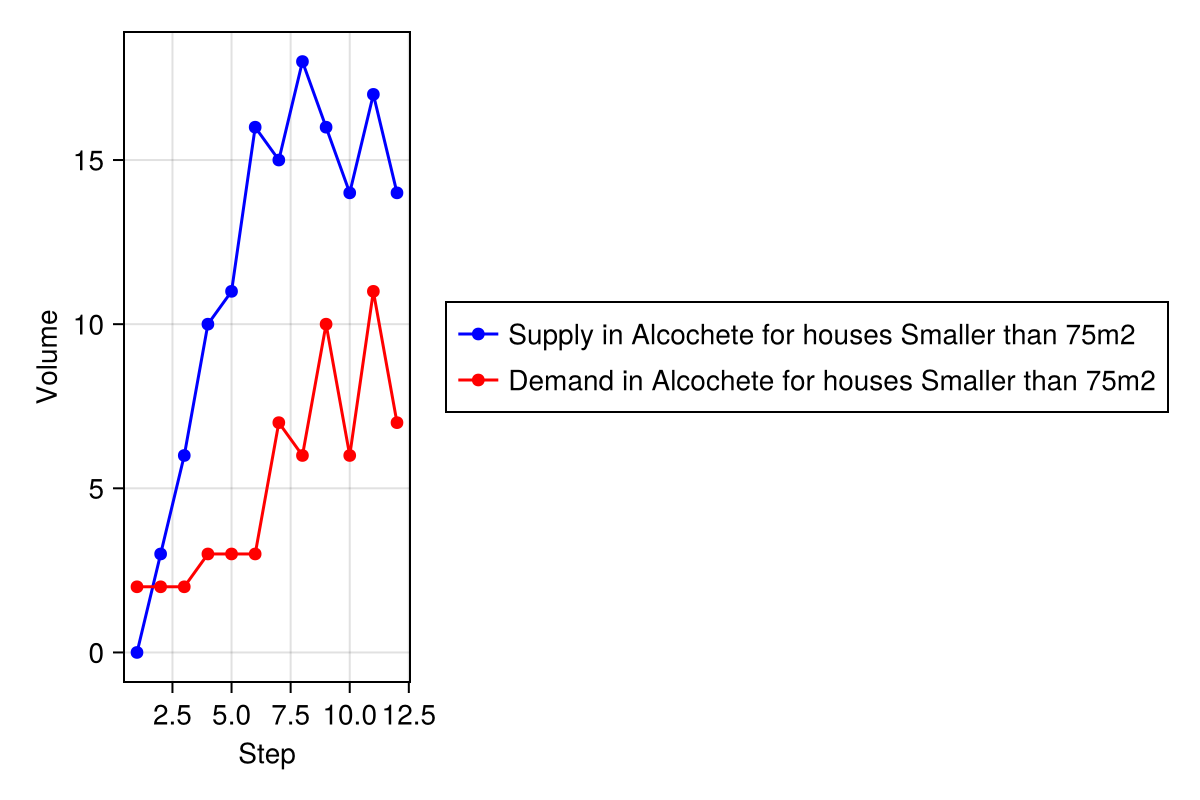 15
10
5
0
Volume
2.5 5.0 7.5 10.0 12.5
Step
Supply in Alcochete for houses Smaller than 75m2
Demand in Alcochete for houses Smaller than 75m2